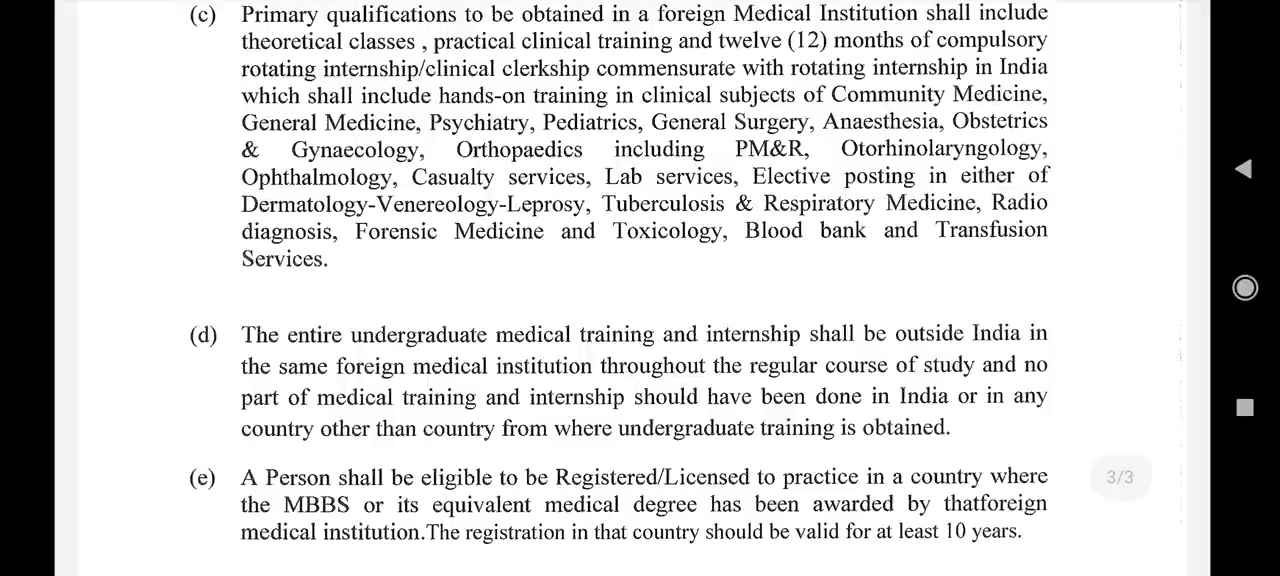 (c) Primary qualifications to be obtained in a foreign Medical Institution shall include
theoretical classes , practical clinical training and twelve (12) months of compulsory
rotating internship/clinical clerkship commensurate with rotating internship in India
which shall include hands-on training in clinical subjects of Community Medicine,
General Medicine, Psychiatry, Pediatrics, General Surgery, Anaesthesia, Obstetrics
& Gynaecology, Orthopaedics including PM&R, Otorhinolaryngology,
Ophthalmology, Casualty services, Lab services, Elective posting in either of
Dermatology-Venereology-Leprosy, Tuberculosis & Respiratory Medicine, Radio
diagnosis, Forensic Medicine and Toxicology, Blood bank and Transfusion
Services.
(d) The entire undergraduate medical training and internship shall be outside India in
the same foreign medical institution throughout the regular course of study and no
part of medical training and internship should have been done in India or in any
country other than country from where undergraduate training is obtained.
(e) A Person shall be eligible to be Registered/Licensed to practice in a country where
the MBBS or its equivalent medical degree has been awarded by thatforeign
medical institution.The registration in that country should be valid for at least 10 years.
3/3